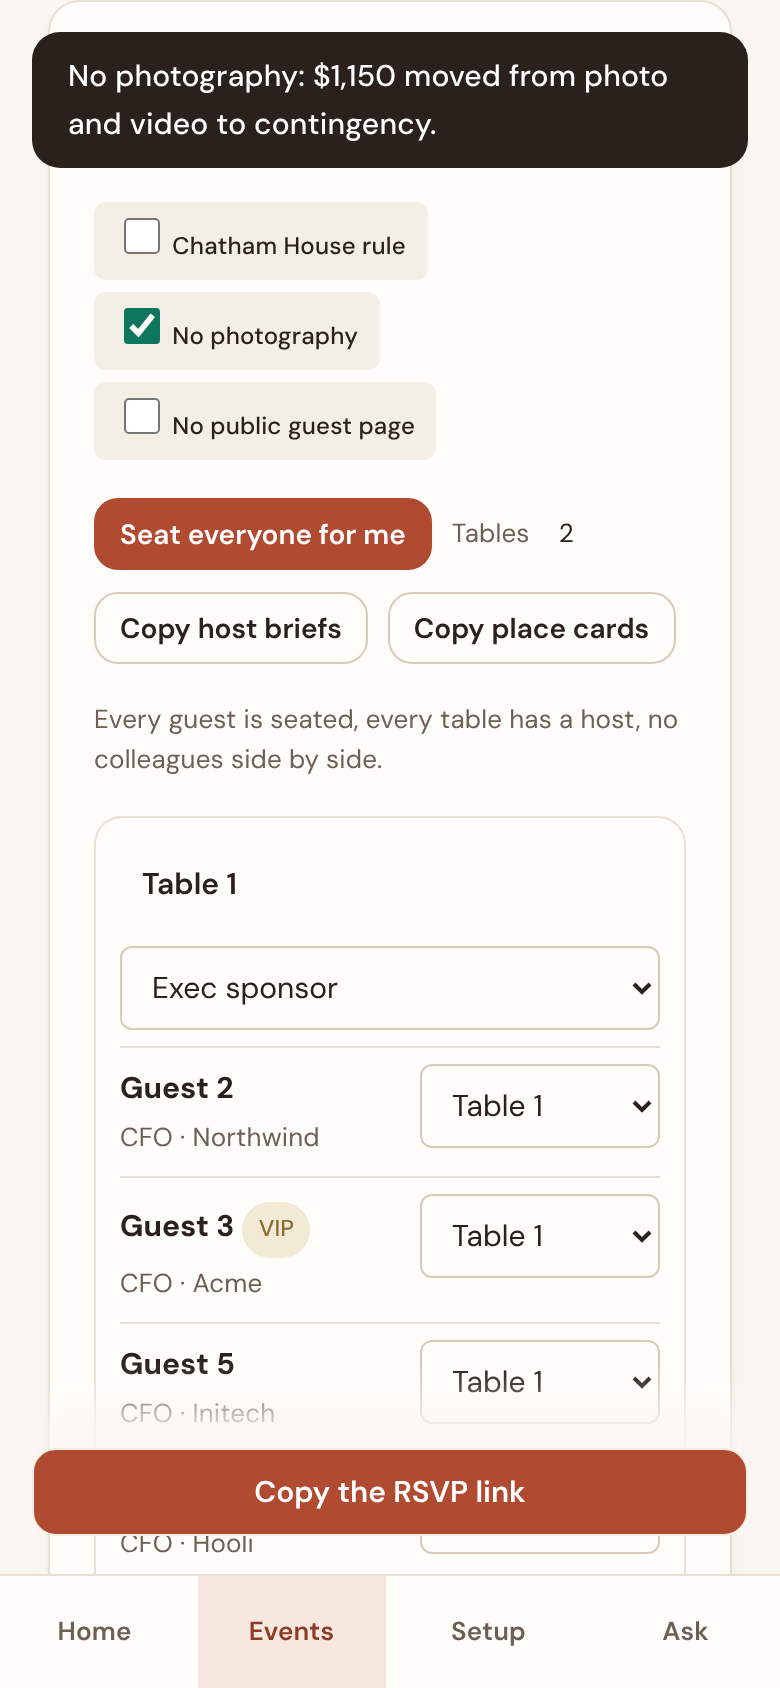 No photography: $1,150 moved from photo
and video to contingency.
Chatham House rule
No photography
No public guest page
Seat everyone for me
Tables 2
Copy host briefs
Copy place cards
Every guest is seated, every table has a host, no
colleagues side by side.
Table 1
Exec sponsor
Guest 2
Table 1
CFO · Northwind
Guest 3 VIP
Table 1
CFO · Acme
Guest 5
Table 1
CFO · Initech
Copy the RSVP link
CFO · Hooli
Home
Events
Setup
Ask